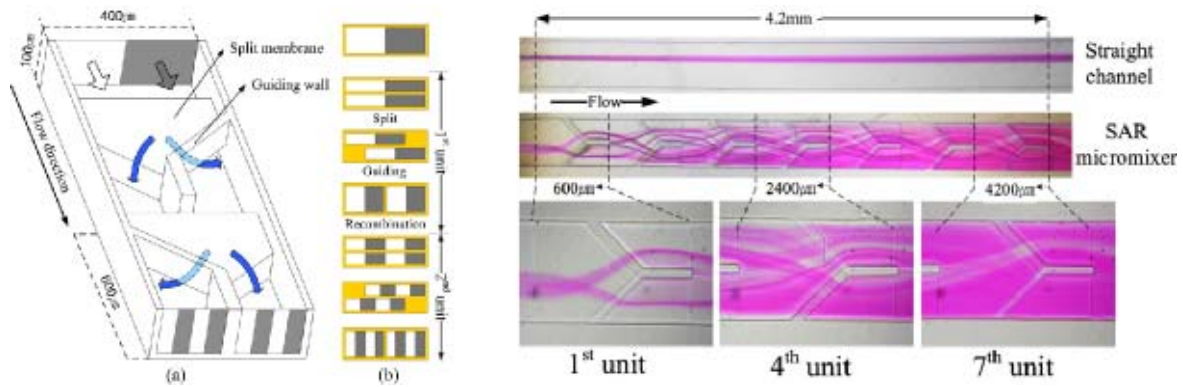 400μm
100μm
Split membrane
Guiding wall
Flow direction
600μm
(a)
Split
Guiding
Recombination
1st unit
2nd unit
(b)
4.2mm
Straight
channel
Flow
SAR
micromixer
600μm
2400μm
4200μm
1st unit
4th unit
7th unit